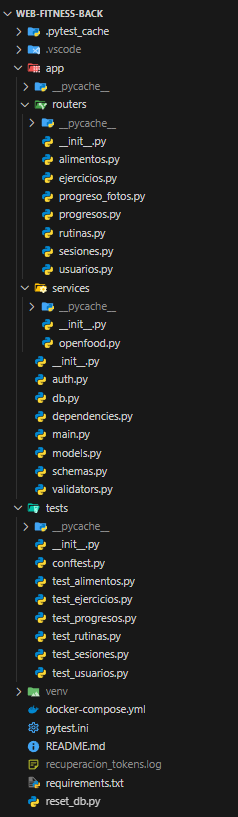 WEB-FITNESS-BACK
.pytest_cache
.vscode
app
__pycache__
routers
__pycache__
__init__.py
alimentos.py
ejercicios.py
progreso_fotos.py
progresos.py
rutinas.py
sesiones.py
usuarios.py
services
__pycache__
__init__.py
openfood.py
__init__.py
auth.py
db.py
dependencies.py
main.py
models.py
schemas.py
validators.py
tests
__pycache__
__init__.py
conftest.py
test_alimentos.py
test_ejercicios.py
test_progresos.py
test_rutinas.py
test_sesiones.py
test_usuarios.py
venv
docker-compose.yml
pytest.ini
README.md
recuperacion_tokens.log
requirements.txt
reset_db.py